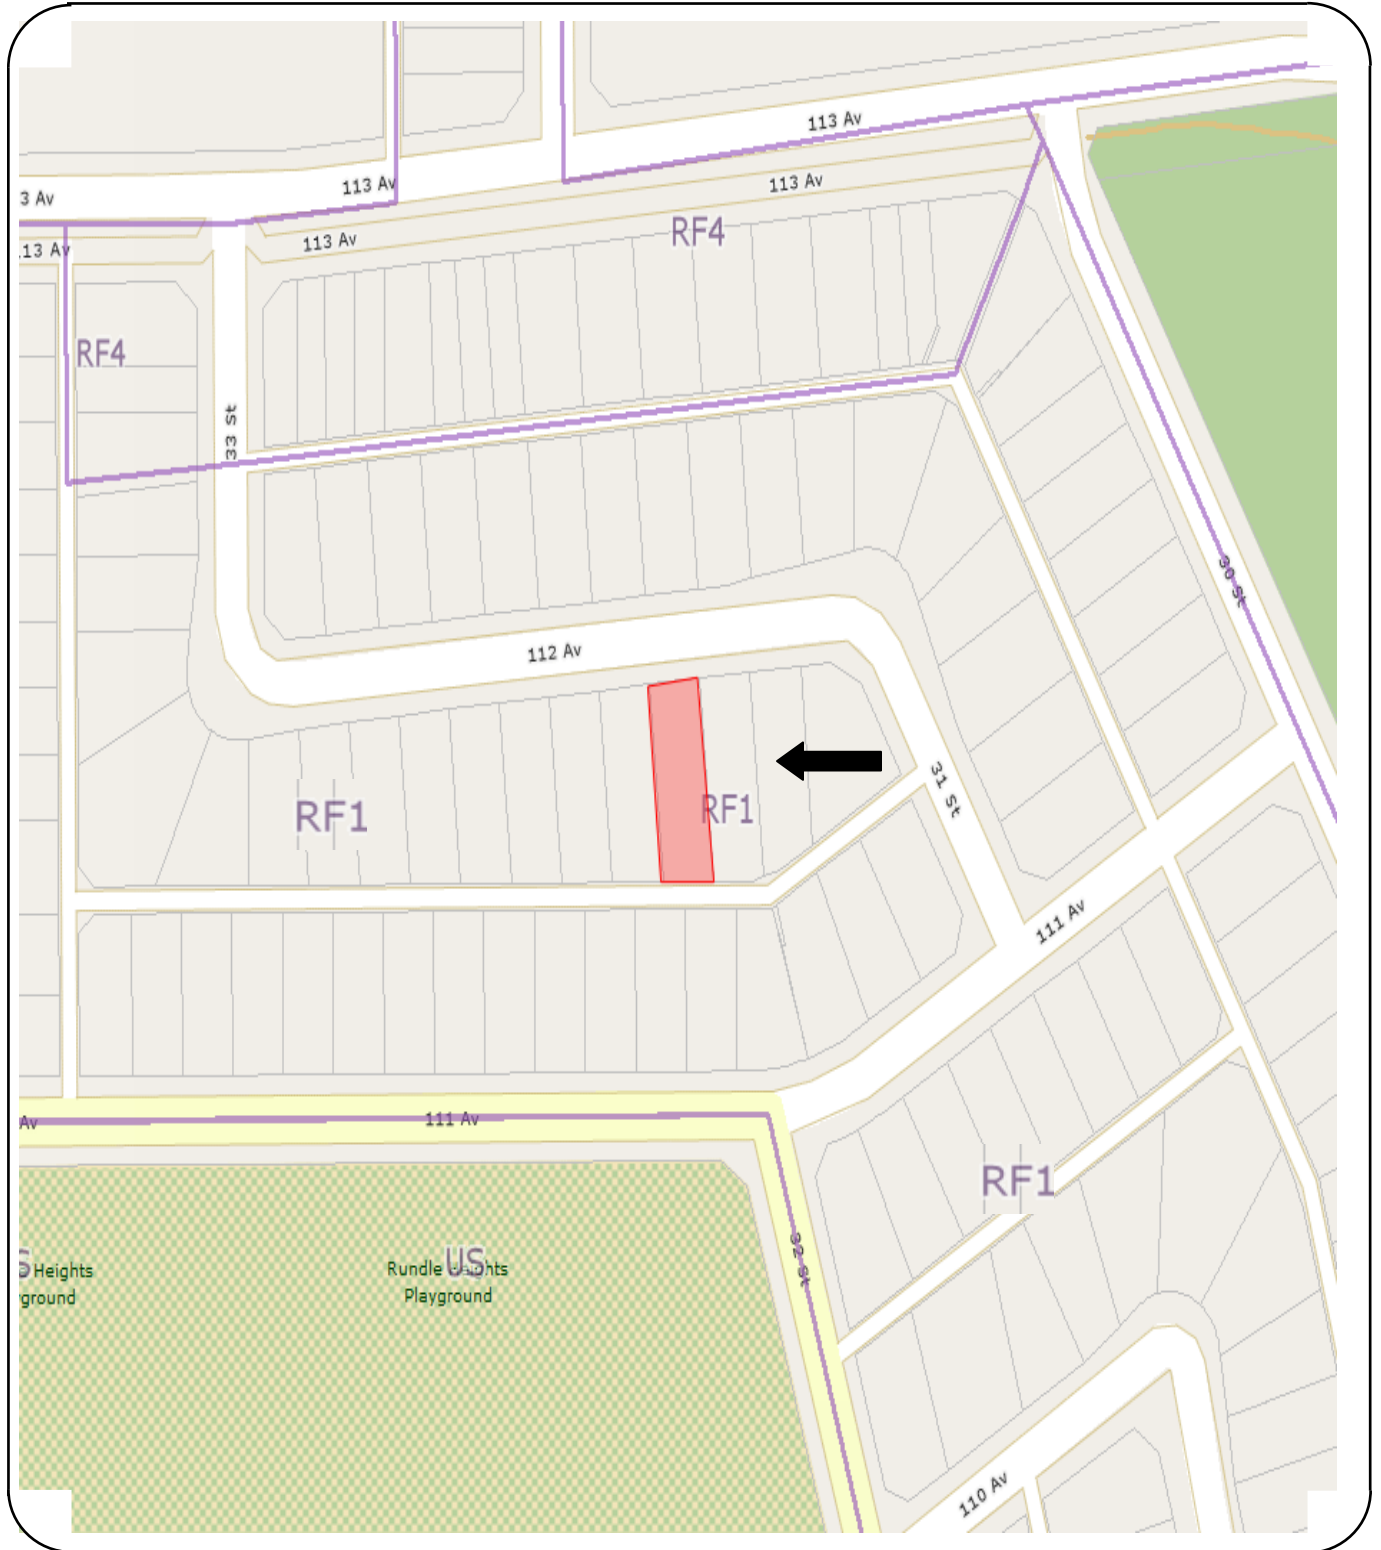 113 Av
113 Av
113 Av
3 Av
RF4
113 Av
.13 Av
RF4
33 St
30 St
112 Av
31 St
RF1
RF1
111 Av
Av
111 Av
RF1
32 St
US
Rundle Heights
Playground
S Heights
ground
110 Av